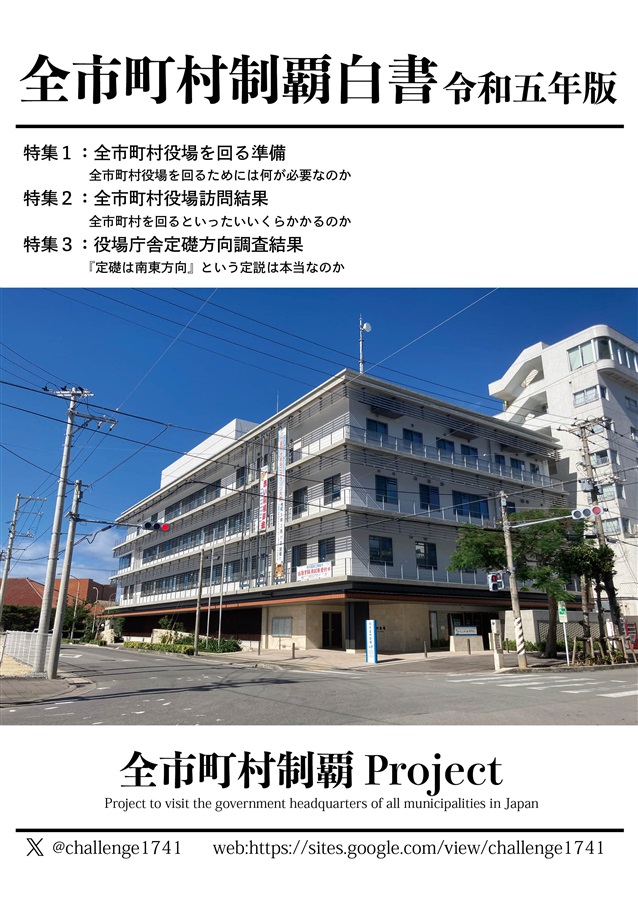 全市町村制覇白書 令和五年版
特集1：全市町村役場を回る準備
全市町村役場を回るためには何が必要なのか
特集2：全市町村役場訪問結果
全市町村を回るといったいいくらかかるのか
特集3：役場庁舎定礎方向調査結果
『定礎は南東方向』という定説は本当なのか
全市町村制覇 Project
Project to visit the government headquarters of all municipalities in Japan
X @challenge1741 web:https://sites.google.com/view/challenge1741